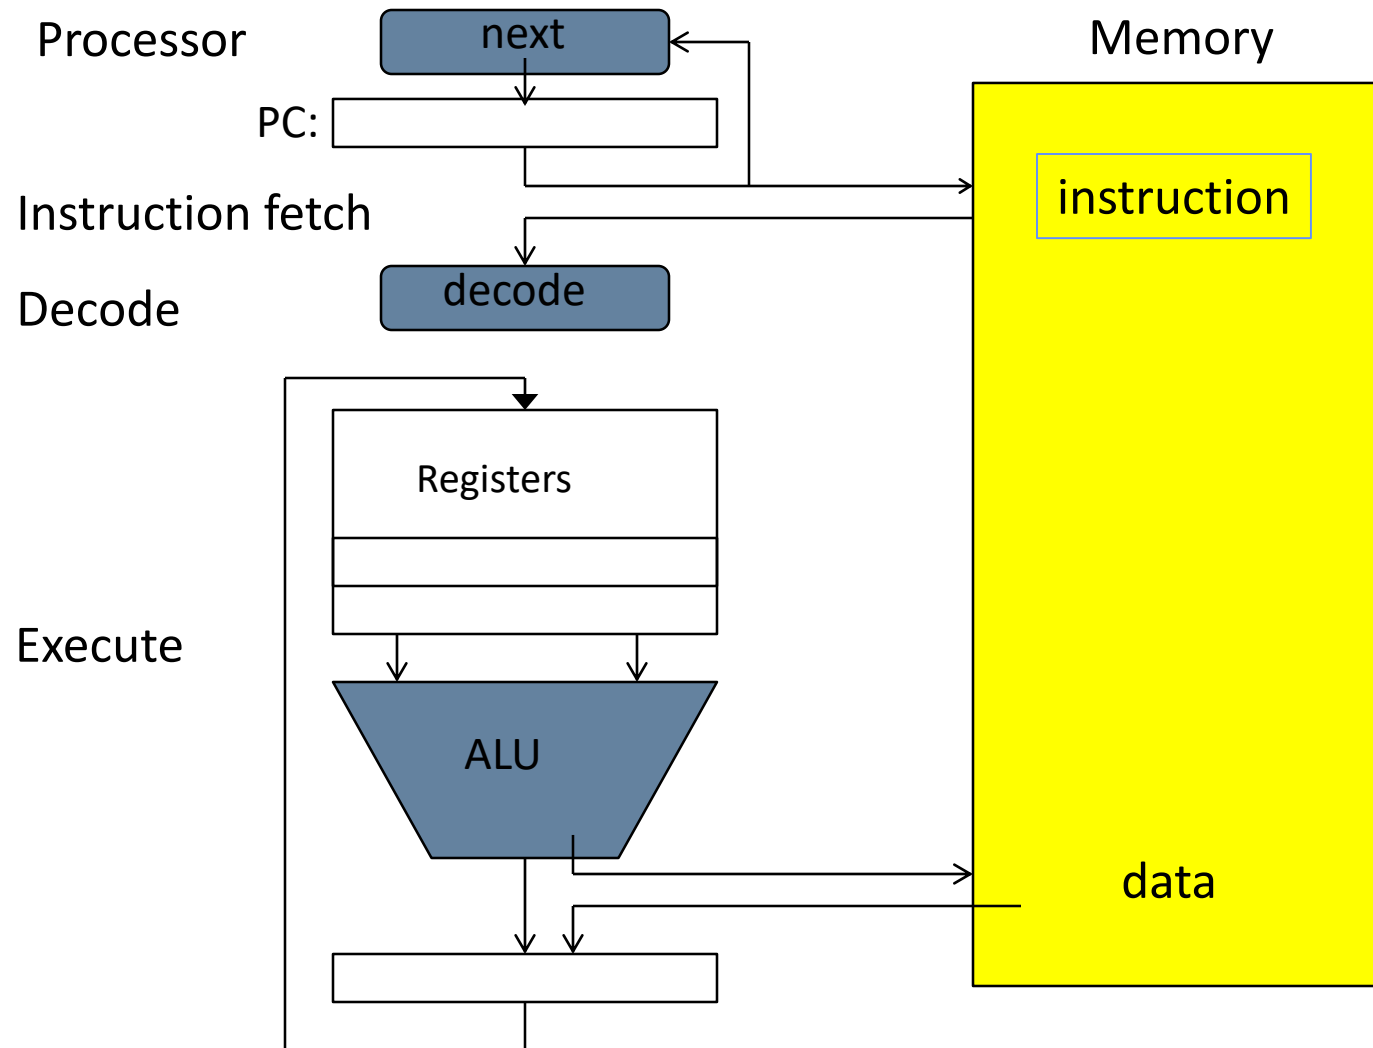 Processor
next
Memory
PC:
instruction
Instruction fetch
decode
Decode
Registers
Execute
ALU
data